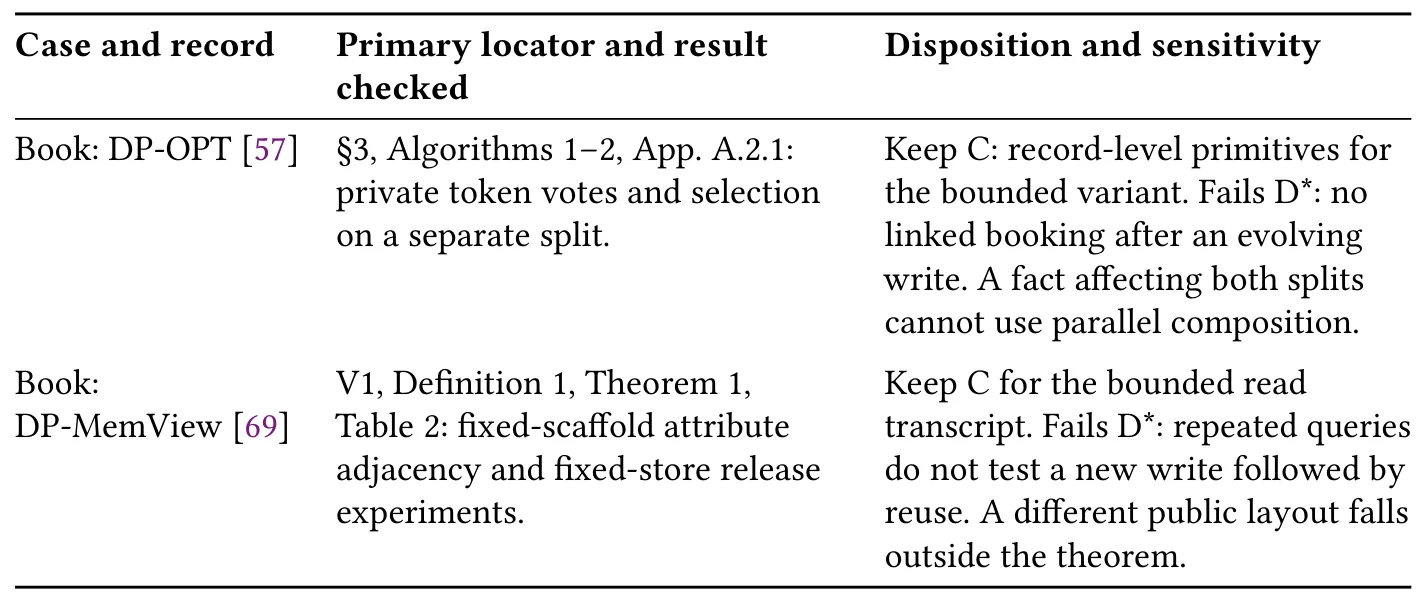 Case and record
Primary locator and result
checked
Disposition and sensitivity
Book: DP-OPT [57]
§3, Algorithms 1–2, App. A.2.1:
private token votes and selection
on a separate split.
Keep C: record-level primitives for
the bounded variant. Fails D*: no
linked booking after an evolving
write. A fact affecting both splits
cannot use parallel composition.
Book:
DP-MemView [69]
V1, Definition 1, Theorem 1,
Table 2: fixed-scaffold attribute
adjacency and fixed-store release
experiments.
Keep C for the bounded read
transcript. Fails D*: repeated queries
do not test a new write followed by
reuse. A different public layout falls
outside the theorem.